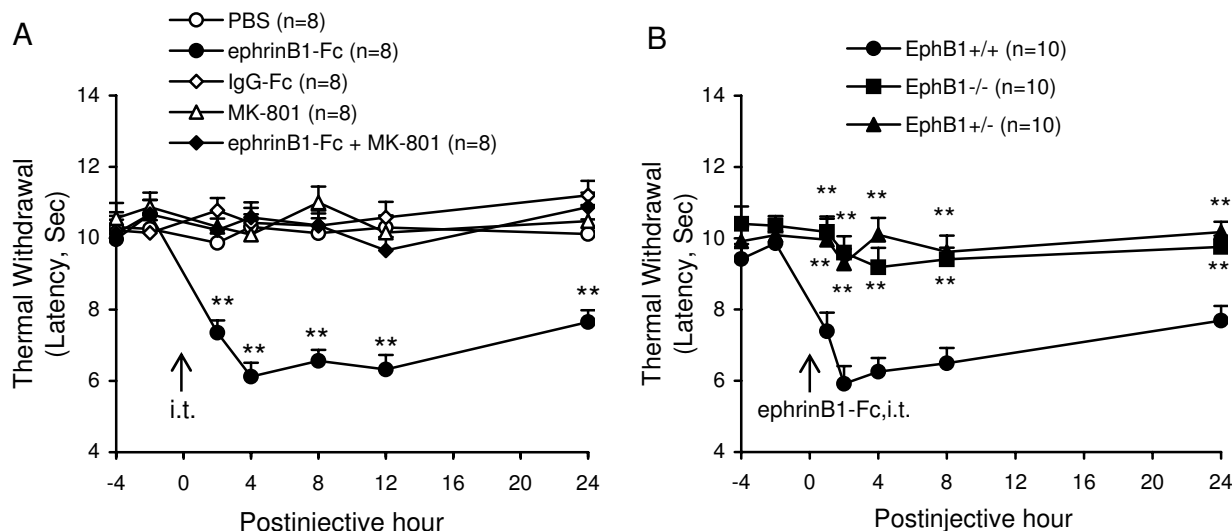 A
PBS (n=8)
ephrinB1-Fc (n=8)
IgG-Fc (n=8)
MK-801 (n=8)
ephrinB1-Fc + MK-801 (n=8)
Thermal Withdrawal
(Latency, Sec)
14
12
10
8
6
4
** ** ** ** **
i.t.
-4 0 4 8 12 16 20 24
Postinjective hour
B
EphB1+/+ (n=10)
EphB1-/- (n=10)
EphB1+/- (n=10)
Thermal Withdrawal
(Latency, Sec)
14
12
10
8
6
4
** ** ** ** **
** ** ** ** **
ephrinB1-Fc,i.t.
-4 0 4 8 12 16 20 24
Postinjective hour